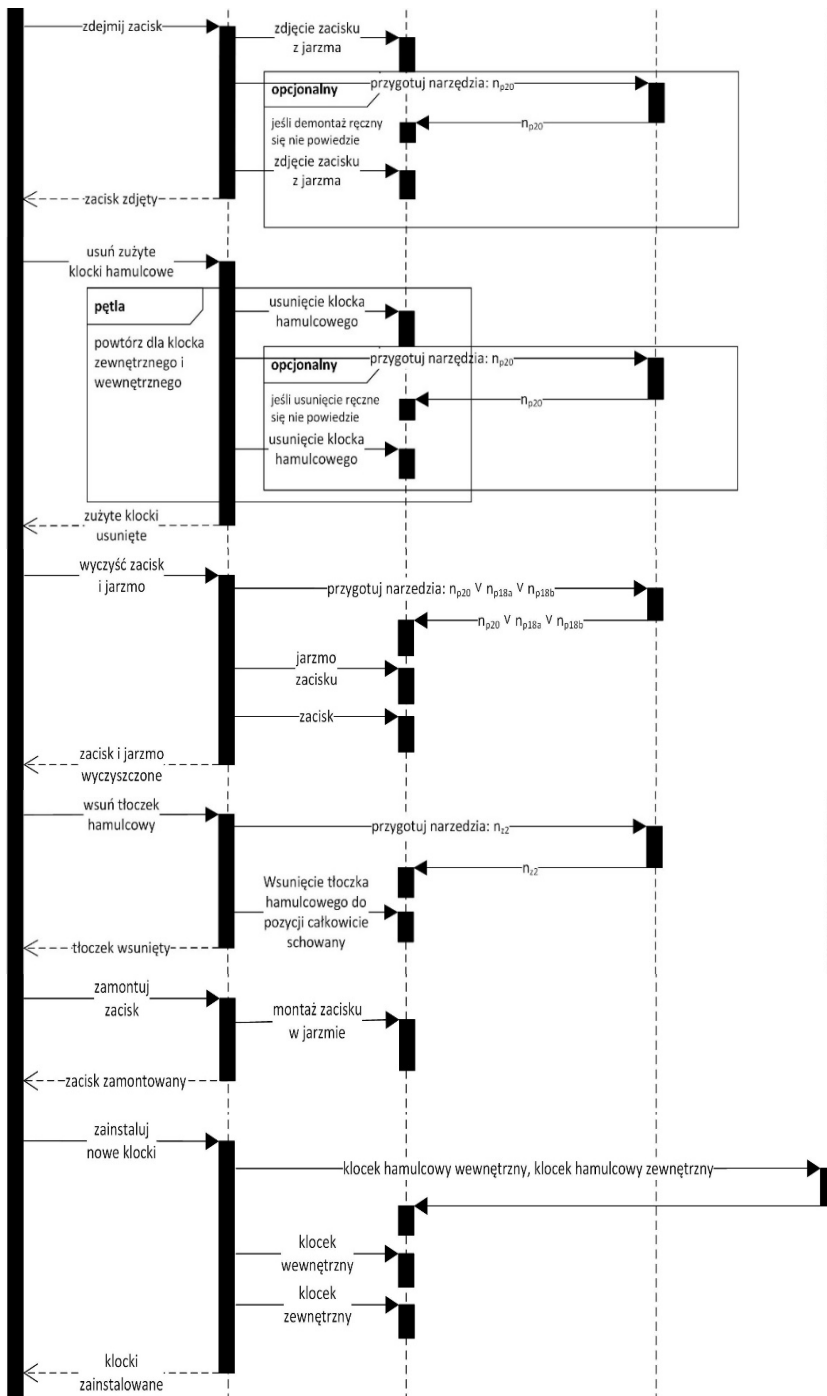 zdejmij zacisk
zdjęcie zacisku
z jarzma
opcjonalny
przygotuj narzędzia: nₚ₂₀
jeśli demontaż ręczny
się nie powiedzie
nₚ₂₀
zdjęcie zacisku
z jarzma
zacisk zdjęty
usuń zużyte
klocki hamulcowe
pętla
usunięcie klocka
hamulcowego
powtórz dla klocka
zewnętrznego i
wewnętrznego
przygotuj narzędzia: nₚ₂₀
opcjonalny
jeśli usunięcie ręczne
się nie powiedzie
nₚ₂₀
usunięcie klocka
hamulcowego
zużyte klocki
usunięte
wyczyść zacisk
i jarzmo
przygotuj narzedzia: nₚ₂₀ ∨ nₚ₁₈ₐ ∨ np18b
nₚ₂₀ ∨ nₚ₁₈ₐ ∨ np18b
jarzmo
zacisku
zacisk
zacisk i jarzmo
wyczyszczone
wsuń tłoczek
hamulcowy
przygotuj narzedzia: nz2
nz2
Wsunięcie tłoczka
hamulcowego do
pozycji całkowicie
schowany
tłoczek wsunięty
zamontuj
zacisk
montaż zacisku
w jarzmie
zacisk zamontowany
zainstaluj
nowe klocki
klocek hamulcowy wewnętrzny, klocek hamulcowy zewnętrzny
klocek
wewnętrzny
klocek
zewnętrzny
klocki
zainstalowane